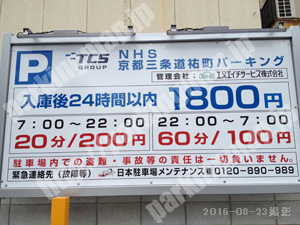 P TCS GROUP NHS
京都三条道祐町パーキング
管理会社: エヌエイチサービス株式会社
入庫後24時間以内 1800円
7:00~22:00 22:00~7:00
20分/200円 60分/100円
駐車場内での盗難・事故等の責任は一切負いません。
緊急連絡先(故障等) 日本駐車場メンテナンス㈱ 0120-890-989
2015-08-23撮影